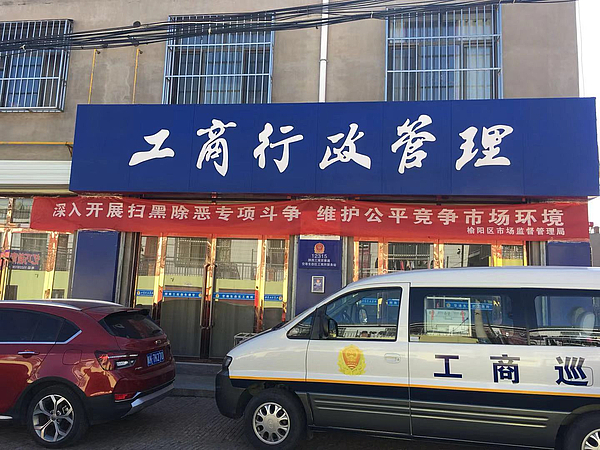 工商行政管理
深入开展扫黑除恶专项斗争 维护公平竞争市场环境
榆阳区市场监督管理局
12315
工商巡